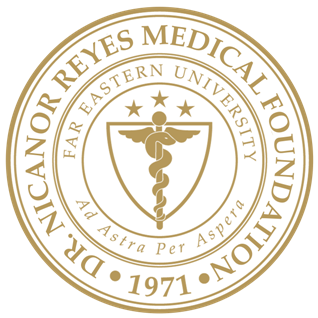 DR. NICANOR REYES MEDICAL FOUNDATION
• 1971 •
FAR EASTERN UNIVERSITY
Ad Astra Per Aspera